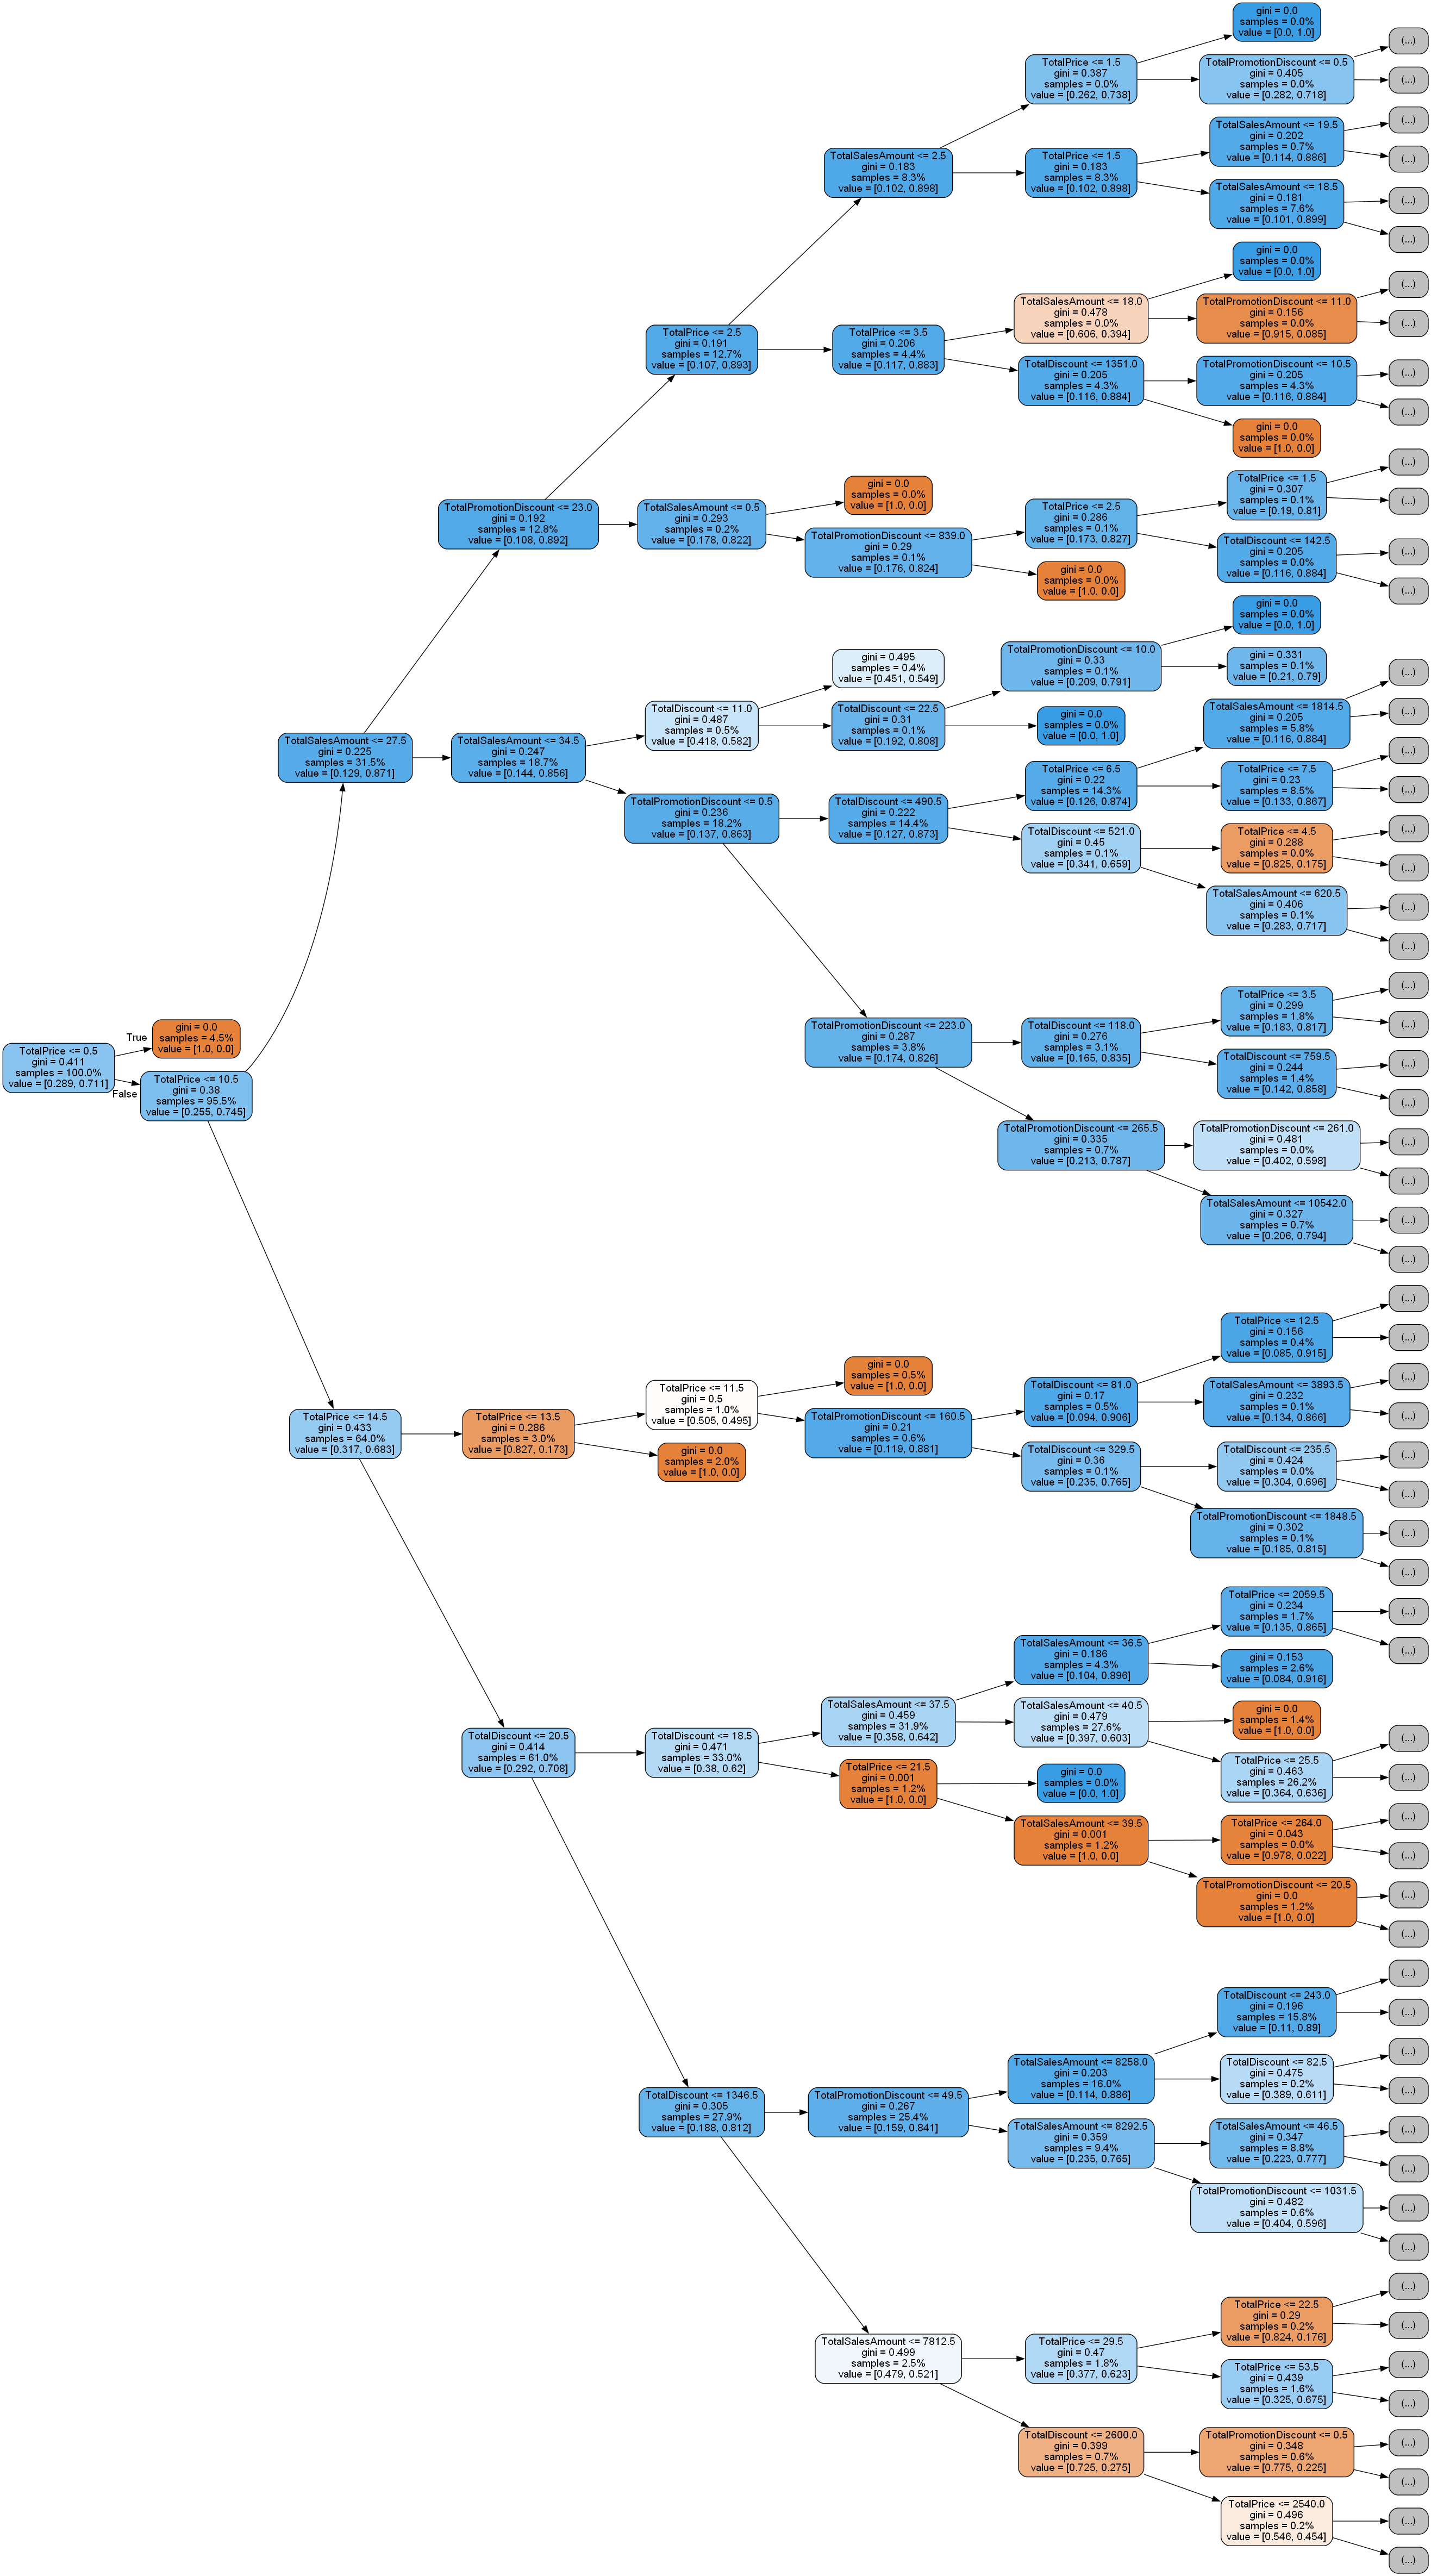 gini = 0.0
samples = 0.0%
value = [0.0, 1.0]
(...)
TotalPrice <= 1.5
gini = 0.387
samples = 0.0%
value = [0.262, 0.738]
TotalPromotionDiscount <= 0.5
gini = 0.405
samples = 0.0%
value = [0.282, 0.718]
(...)
(...)
TotalSalesAmount <= 19.5
gini = 0.202
samples = 0.7%
value = [0.114, 0.886]
(...)
TotalSalesAmount <= 2.5
gini = 0.183
samples = 8.3%
value = [0.102, 0.898]
TotalPrice <= 1.5
gini = 0.183
samples = 8.3%
value = [0.102, 0.898]
TotalSalesAmount <= 18.5
gini = 0.181
samples = 7.6%
value = [0.101, 0.899]
(...)
(...)
gini = 0.0
samples = 0.0%
value = [0.0, 1.0]
(...)
TotalSalesAmount <= 18.0
gini = 0.478
samples = 0.0%
value = [0.606, 0.394]
TotalPromotionDiscount <= 11.0
gini = 0.156
samples = 0.0%
value = [0.915, 0.085]
(...)
TotalPrice <= 2.5
gini = 0.191
samples = 12.7%
value = [0.107, 0.893]
TotalPrice <= 3.5
gini = 0.206
samples = 4.4%
value = [0.117, 0.883]
TotalDiscount <= 1351.0
gini = 0.205
samples = 4.3%
value = [0.116, 0.884]
TotalPromotionDiscount <= 10.5
gini = 0.205
samples = 4.3%
value = [0.116, 0.884]
(...)
(...)
gini = 0.0
samples = 0.0%
value = [1.0, 0.0]
(...)
TotalPrice <= 1.5
gini = 0.307
samples = 0.1%
value = [0.19, 0.81]
(...)
gini = 0.0
samples = 0.0%
value = [1.0, 0.0]
TotalPromotionDiscount <= 23.0
gini = 0.192
samples = 12.8%
value = [0.108, 0.892]
TotalSalesAmount <= 0.5
gini = 0.293
samples = 0.2%
value = [0.178, 0.822]
TotalPromotionDiscount <= 839.0
gini = 0.29
samples = 0.1%
value = [0.176, 0.824]
TotalPrice <= 2.5
gini = 0.286
samples = 0.1%
value = [0.173, 0.827]
TotalDiscount <= 142.5
gini = 0.205
samples = 0.0%
value = [0.116, 0.884]
(...)
(...)
gini = 0.0
samples = 0.0%
value = [1.0, 0.0]
gini = 0.0
samples = 0.0%
value = [0.0, 1.0]
gini = 0.495
samples = 0.4%
value = [0.451, 0.549]
TotalPromotionDiscount <= 10.0
gini = 0.33
samples = 0.1%
value = [0.209, 0.791]
gini = 0.331
samples = 0.1%
value = [0.21, 0.79]
(...)
TotalDiscount <= 11.0
gini = 0.487
samples = 0.5%
value = [0.418, 0.582]
TotalDiscount <= 22.5
gini = 0.31
samples = 0.1%
value = [0.192, 0.808]
gini = 0.0
samples = 0.0%
value = [0.0, 1.0]
TotalSalesAmount <= 1814.5
gini = 0.205
samples = 5.8%
value = [0.116, 0.884]
(...)
TotalSalesAmount <= 27.5
gini = 0.225
samples = 31.5%
value = [0.129, 0.871]
TotalSalesAmount <= 34.5
gini = 0.247
samples = 18.7%
value = [0.144, 0.856]
TotalPrice <= 6.5
gini = 0.22
samples = 14.3%
value = [0.126, 0.874]
TotalPrice <= 7.5
gini = 0.23
samples = 8.5%
value = [0.133, 0.867]
(...)
(...)
TotalPromotionDiscount <= 0.5
gini = 0.236
samples = 18.2%
value = [0.137, 0.863]
TotalDiscount <= 490.5
gini = 0.222
samples = 14.4%
value = [0.127, 0.873]
TotalDiscount <= 521.0
gini = 0.45
samples = 0.1%
value = [0.341, 0.659]
TotalPrice <= 4.5
gini = 0.288
samples = 0.0%
value = [0.825, 0.175]
(...)
(...)
TotalSalesAmount <= 620.5
gini = 0.406
samples = 0.1%
value = [0.283, 0.717]
(...)
(...)
TotalPrice <= 3.5
gini = 0.299
samples = 1.8%
value = [0.183, 0.817]
(...)
(...)
TotalPrice <= 0.5
gini = 0.411
samples = 100.0%
value = [0.289, 0.711]
True
gini = 0.0
samples = 4.5%
value = [1.0, 0.0]
False
TotalPrice <= 10.5
gini = 0.38
samples = 95.5%
value = [0.255, 0.745]
TotalPromotionDiscount <= 223.0
gini = 0.287
samples = 3.8%
value = [0.174, 0.826]
TotalDiscount <= 118.0
gini = 0.276
samples = 3.1%
value = [0.165, 0.835]
TotalDiscount <= 759.5
gini = 0.244
samples = 1.4%
value = [0.142, 0.858]
(...)
(...)
TotalPromotionDiscount <= 265.5
gini = 0.335
samples = 0.7%
value = [0.213, 0.787]
TotalPromotionDiscount <= 261.0
gini = 0.481
samples = 0.0%
value = [0.402, 0.598]
(...)
(...)
TotalSalesAmount <= 10542.0
gini = 0.327
samples = 0.7%
value = [0.206, 0.794]
(...)
(...)
TotalPrice <= 12.5
gini = 0.156
samples = 0.4%
value = [0.085, 0.915]
(...)
(...)
gini = 0.0
samples = 0.5%
value = [1.0, 0.0]
TotalPrice <= 11.5
gini = 0.5
samples = 1.0%
value = [0.505, 0.495]
TotalDiscount <= 81.0
gini = 0.17
samples = 0.5%
value = [0.094, 0.906]
TotalSalesAmount <= 3893.5
gini = 0.232
samples = 0.1%
value = [0.134, 0.866]
(...)
(...)
TotalPrice <= 14.5
gini = 0.433
samples = 64.0%
value = [0.317, 0.683]
TotalPrice <= 13.5
gini = 0.286
samples = 3.0%
value = [0.827, 0.173]
TotalPromotionDiscount <= 160.5
gini = 0.21
samples = 0.6%
value = [0.119, 0.881]
gini = 0.0
samples = 2.0%
value = [1.0, 0.0]
TotalDiscount <= 329.5
gini = 0.36
samples = 0.1%
value = [0.235, 0.765]
TotalDiscount <= 235.5
gini = 0.424
samples = 0.0%
value = [0.304, 0.696]
(...)
(...)
TotalPromotionDiscount <= 1848.5
gini = 0.302
samples = 0.1%
value = [0.185, 0.815]
(...)
(...)
TotalPrice <= 2059.5
gini = 0.234
samples = 1.7%
value = [0.135, 0.865]
(...)
(...)
TotalSalesAmount <= 36.5
gini = 0.186
samples = 4.3%
value = [0.104, 0.896]
gini = 0.153
samples = 2.6%
value = [0.084, 0.916]
TotalSalesAmount <= 37.5
gini = 0.459
samples = 31.9%
value = [0.358, 0.642]
TotalSalesAmount <= 40.5
gini = 0.479
samples = 27.6%
value = [0.397, 0.603]
gini = 0.0
samples = 1.4%
value = [1.0, 0.0]
TotalDiscount <= 20.5
gini = 0.414
samples = 61.0%
value = [0.292, 0.708]
TotalDiscount <= 18.5
gini = 0.471
samples = 33.0%
value = [0.38, 0.62]
TotalPrice <= 25.5
gini = 0.463
samples = 26.2%
value = [0.364, 0.636]
(...)
(...)
TotalPrice <= 21.5
gini = 0.001
samples = 1.2%
value = [1.0, 0.0]
gini = 0.0
samples = 0.0%
value = [0.0, 1.0]
TotalSalesAmount <= 39.5
gini = 0.001
samples = 1.2%
value = [1.0, 0.0]
TotalPrice <= 264.0
gini = 0.043
samples = 0.0%
value = [0.978, 0.022]
(...)
(...)
TotalPromotionDiscount <= 20.5
gini = 0.0
samples = 1.2%
value = [1.0, 0.0]
(...)
(...)
TotalDiscount <= 243.0
gini = 0.196
samples = 15.8%
value = [0.11, 0.89]
(...)
(...)
TotalSalesAmount <= 8258.0
gini = 0.203
samples = 16.0%
value = [0.114, 0.886]
TotalDiscount <= 82.5
gini = 0.475
samples = 0.2%
value = [0.389, 0.611]
(...)
(...)
TotalDiscount <= 1346.5
gini = 0.305
samples = 27.9%
value = [0.188, 0.812]
TotalPromotionDiscount <= 49.5
gini = 0.267
samples = 25.4%
value = [0.159, 0.841]
TotalSalesAmount <= 8292.5
gini = 0.359
samples = 9.4%
value = [0.235, 0.765]
TotalSalesAmount <= 46.5
gini = 0.347
samples = 8.8%
value = [0.223, 0.777]
(...)
(...)
TotalPromotionDiscount <= 1031.5
gini = 0.482
samples = 0.6%
value = [0.404, 0.596]
(...)
(...)
TotalPrice <= 22.5
gini = 0.29
samples = 0.2%
value = [0.824, 0.176]
(...)
(...)
TotalSalesAmount <= 7812.5
gini = 0.499
samples = 2.5%
value = [0.479, 0.521]
TotalPrice <= 29.5
gini = 0.47
samples = 1.8%
value = [0.377, 0.623]
TotalPrice <= 53.5
gini = 0.439
samples = 1.6%
value = [0.325, 0.675]
(...)
(...)
TotalDiscount <= 2600.0
gini = 0.399
samples = 0.7%
value = [0.725, 0.275]
TotalPromotionDiscount <= 0.5
gini = 0.348
samples = 0.6%
value = [0.775, 0.225]
(...)
(...)
TotalPrice <= 2540.0
gini = 0.496
samples = 0.2%
value = [0.546, 0.454]
(...)
(...)